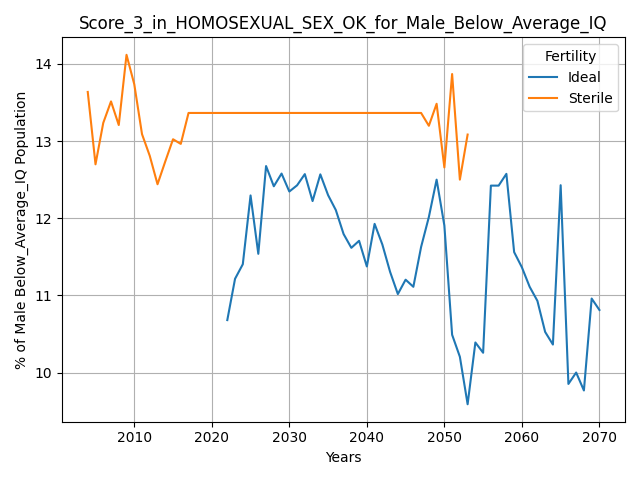 Score_3_in_HOMOSEXUAL_SEX_OK_for_Male_Below_Average_IQ
Fertility
Ideal
Sterile
% of Male Below_Average_IQ Population
14
13
12
11
10
2010 2020 2030 2040 2050 2060 2070
Years